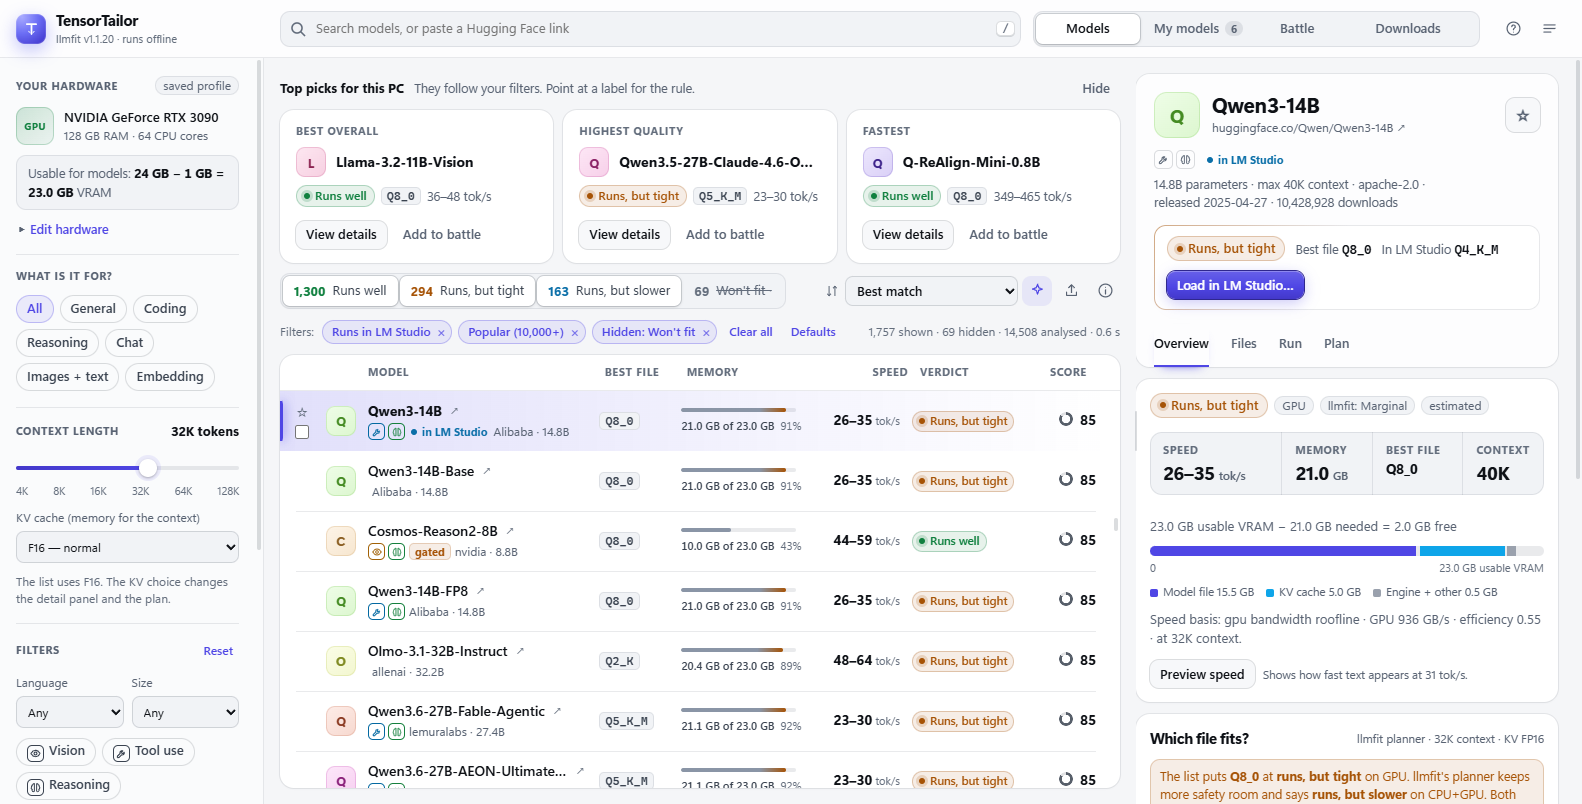 TensorTailor
llmfit v1.1.20 · runs offline
Search models, or paste a Hugging Face link
/
Models
My models 6
Battle
Downloads
YOUR HARDWARE
saved profile
GPU
NVIDIA GeForce RTX 3090
128 GB RAM · 64 CPU cores
Usable for models: 24 GB − 1 GB =
23.0 GB VRAM
Edit hardware
WHAT IS IT FOR?
All
General
Coding
Reasoning
Chat
Images + text
Embedding
CONTEXT LENGTH
32K tokens
4K 8K 16K 32K 64K 128K
KV cache (memory for the context)
F16 — normal
The list uses F16. The KV choice changes
the detail panel and the plan.
FILTERS
Reset
Language
Size
Any
Any
Vision
Tool use
Reasoning
Top picks for this PC
They follow your filters. Point at a label for the rule.
Hide
BEST OVERALL
L
Llama-3.2-11B-Vision
Runs well Q8_0 36–48 tok/s
View details
Add to battle
HIGHEST QUALITY
Q
Qwen3.5-27B-Claude-4.6-O...
Runs, but tight Q5_K_M 23–30 tok/s
View details
Add to battle
FASTEST
Q
Q-ReAlign-Mini-0.8B
Runs well Q8_0 349–465 tok/s
View details
Add to battle
1,300 Runs well
294 Runs, but tight
163 Runs, but slower
69 Won't fit
Best match
Filters:
Runs in LM Studio ×
Popular (10,000+) ×
Hidden: Won't fit ×
Clear all
Defaults
1,757 shown · 69 hidden · 14,508 analysed · 0.6 s
MODEL BEST FILE MEMORY SPEED VERDICT SCORE
Q
Qwen3-14B ↗
in LM Studio Alibaba · 14.8B
Q8_0
21.0 GB of 23.0 GB 91%
26–35 tok/s
Runs, but tight
85
Q
Qwen3-14B-Base ↗
Alibaba · 14.8B
Q8_0
21.0 GB of 23.0 GB 91%
26–35 tok/s
Runs, but tight
85
C
Cosmos-Reason2-8B ↗
gated nvidia · 8.8B
Q8_0
10.0 GB of 23.0 GB 43%
44–59 tok/s
Runs well
85
Q
Qwen3-14B-FP8 ↗
Alibaba · 14.8B
Q8_0
21.0 GB of 23.0 GB 91%
26–35 tok/s
Runs, but tight
85
O
Olmo-3.1-32B-Instruct ↗
allenai · 32.2B
Q2_K
20.4 GB of 23.0 GB 89%
48–64 tok/s
Runs, but tight
85
Q
Qwen3.6-27B-Fable-Agentic ↗
lemuralabs · 27.4B
Q5_K_M
21.1 GB of 23.0 GB 92%
23–30 tok/s
Runs, but tight
85
Q
Qwen3.6-27B-AEON-Ultimate... ↗
Q5_K_M
21.1 GB of 23.0 GB 92%
23–30 tok/s
Runs, but tight
85
Q
Qwen3-14B
huggingface.co/Qwen/Qwen3-14B ↗
in LM Studio
14.8B parameters · max 40K context · apache-2.0 ·
released 2025-04-27 · 10,428,928 downloads
Runs, but tight Best file Q8_0 In LM Studio Q4_K_M
Load in LM Studio...
Overview
Files
Run
Plan
Runs, but tight
GPU
llmfit: Marginal
estimated
SPEED
26–35 tok/s
MEMORY
21.0 GB
BEST FILE
Q8_0
CONTEXT
40K
23.0 GB usable VRAM − 21.0 GB needed = 2.0 GB free
0
23.0 GB usable VRAM
Model file 15.5 GB KV cache 5.0 GB Engine + other 0.5 GB
Speed basis: gpu bandwidth roofline · GPU 936 GB/s · efficiency 0.55
· at 32K context.
Preview speed
Shows how fast text appears at 31 tok/s.
Which file fits?
llmfit planner · 32K context · KV FP16
The list puts Q8_0 at runs, but tight on GPU. llmfit's planner keeps
more safety room and says runs, but slower on CPU+GPU. Both